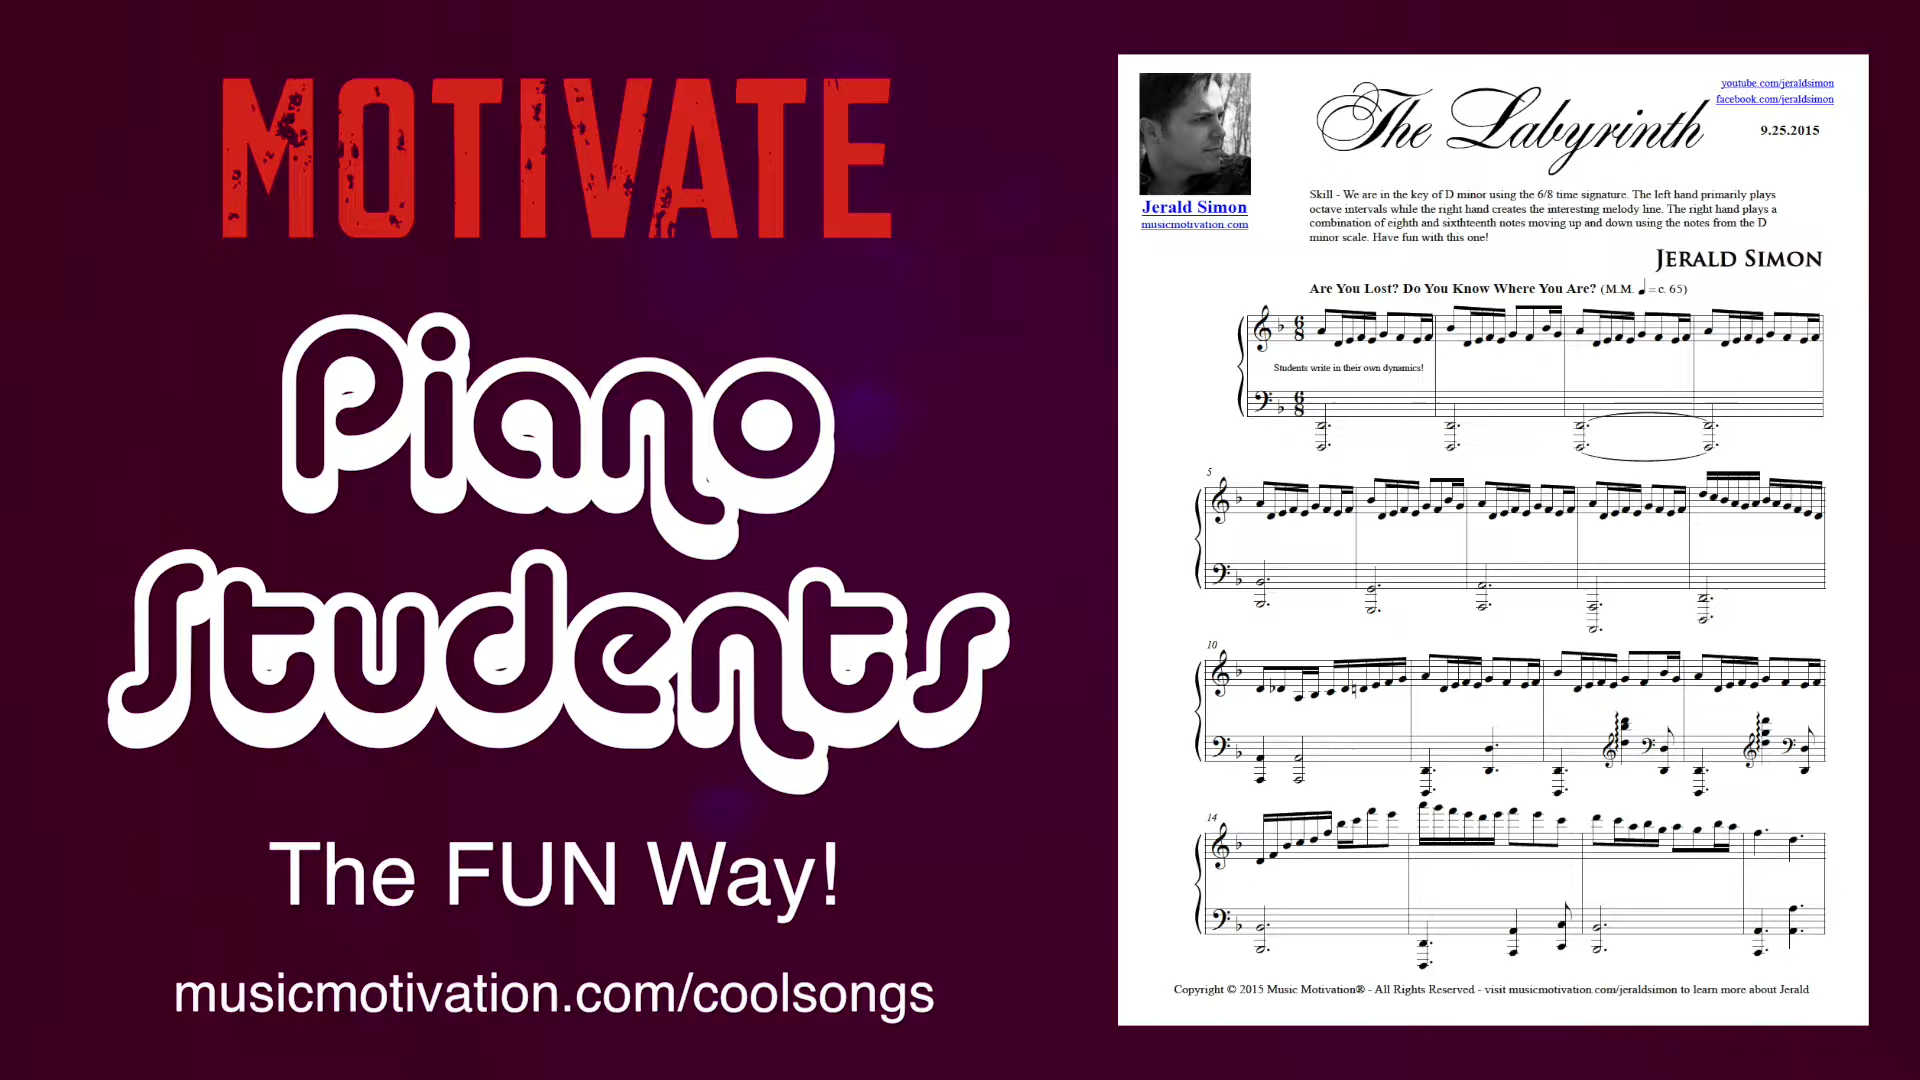 MOTIVATE
Piano
Students
The FUN Way!
musicmotivation.com/coolsongs
Jerald Simon
musicmotivation.com
The Labyrinth
youtube.com/jeraldsimon
facebook.com/jeraldsimon
9.25.2015
Skill - We are in the key of D minor using the 6/8 time signature. The left hand primarily plays
octave intervals while the right hand creates the interesting melody line. The right hand plays a
combination of eighth and sixthteenth notes moving up and down using the notes from the D
minor scale. Have fun with this one!
JERALD SIMON
Are You Lost? Do You Know Where You Are? (M.M. ♩ = c. 65)
6
8
Students write in their own dynamics!
6
8
5
10
14
Copyright © 2015 Music Motivation® - All Rights Reserved - visit musicmotivation.com/jeraldsimon to learn more about Jerald